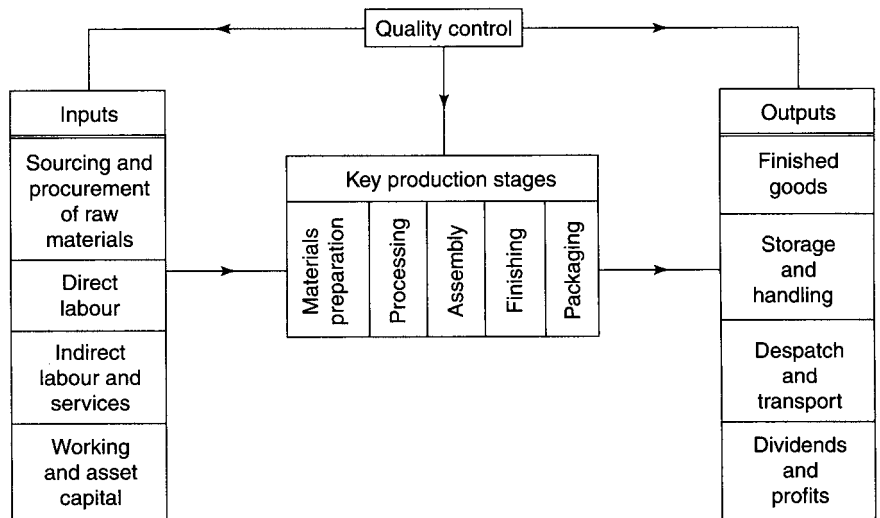 Quality control
Inputs
Sourcing and
procurement
of raw
materials
Direct
labour
Indirect
labour and
services
Working
and asset
capital
Key production stages
Materials
preparation
Processing
Assembly
Finishing
Packaging
Outputs
Finished
goods
Storage
and
handling
Despatch
and
transport
Dividends
and
profits